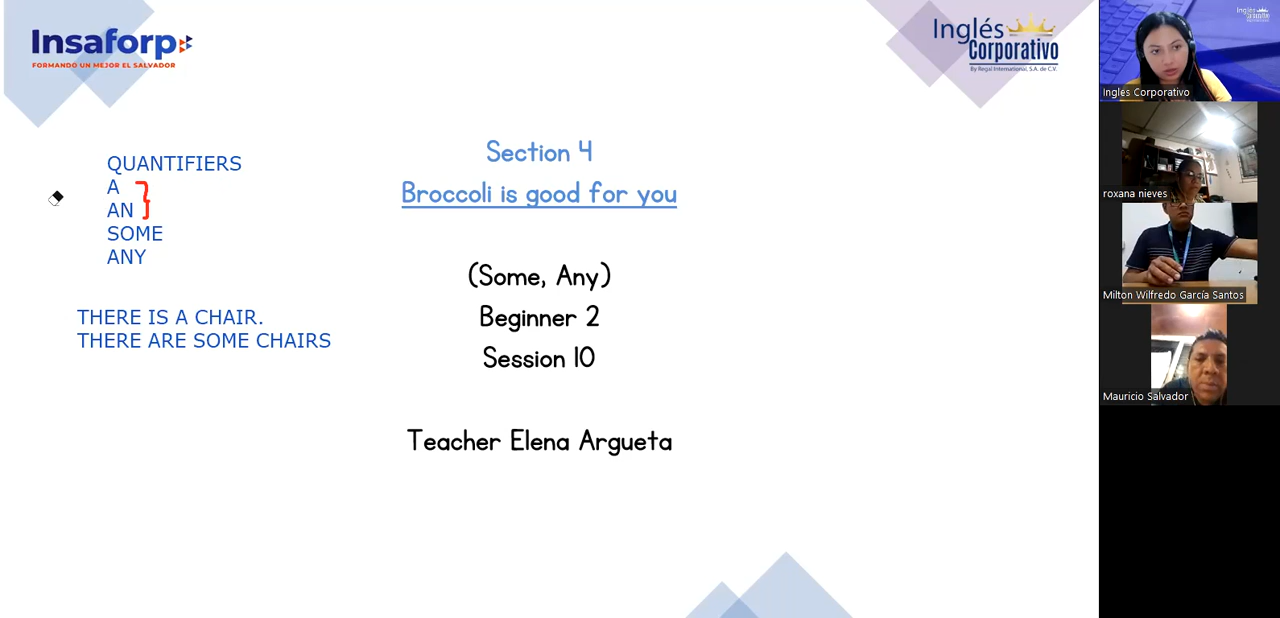 Insaforp
FORMANDO UN MEJOR EL SALVADOR
Inglés
Corporativo
By Regal International, S.A. de C.V.
QUANTIFIERS
A
AN
SOME
ANY
THERE IS A CHAIR.
THERE ARE SOME CHAIRS
Section 4
Broccoli is good for you
(Some, Any)
Beginner 2
Session 10
Teacher Elena Argueta
Inglés
Ingles Corporativo
roxana nieves
Milton Wilfredo García Santos
Mauricio Salvador